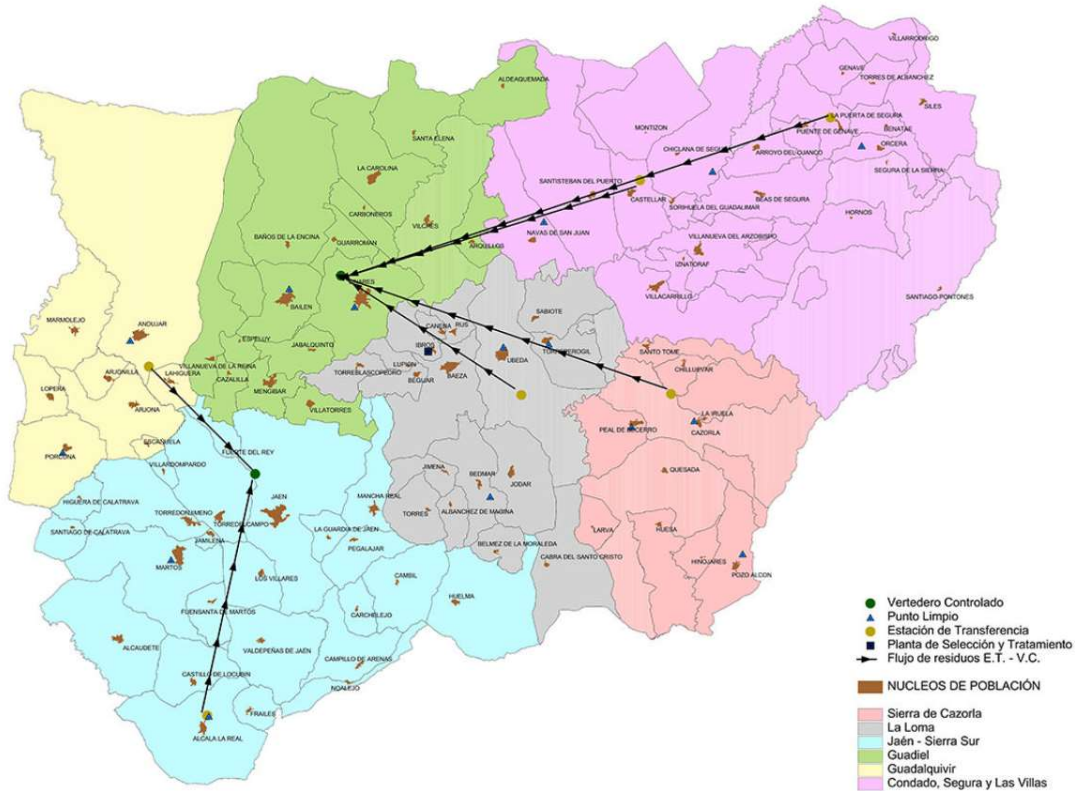 VILLARRODRIGO
GENAVE
TORRES DE ALBANCHEZ
ALDEAQUEMADA
SILES
LA PUERTA DE SEGURA
PUENTE DE GENAVE
BENATAE
MONTIZON
SANTA ELENA
CHICLANA DE SEGURA
ARROYO DEL OJANCO
ORCERA
SEGURA DE LA SIERRA
LA CAROLINA
SANTISTEBAN DEL PUERTO
CASTELLAR
BEAS DE SEGURA
SORIHUELA DEL GUADALIMAR
CARBONEROS
HORNOS
VILCHES
NAVAS DE SAN JUAN
BAÑOS DE LA ENCINA
GUARROMAN
ARQUILLOS
VILLANUEVA DEL ARZOBISPO
IZNATORAF
VILLACARRILLO
SANTIAGO-PONTONES
BAILEN
SABIOTE
MARMOLEJO
ANDUJAR
CANENA
RUS
ESPELUY
JABALQUINTO
IBROS
UBEDA
SANTO TOME
VILLANUEVA DE LA REINA
LUPION
TORREBLASCOPEDRO
BEGIJAR
BAEZA
CHILLUEVAR
CAZALILLA
ARJONILLA
LAHIGUERA
MENGIBAR
LOPERA
ARJONA
VILLATORRES
LA IRUELA
PEAL DE BECERRO
CAZORLA
ESCAÑUELA
FUERTE DEL REY
PORCUNA
VILLARDOMPARDO
JIMENA
BEDMAR
JODAR
QUESADA
HIGUERA DE CALATRAVA
JAEN
MANCHA REAL
TORRES
ALBANCHEZ DE MAGINA
TORREDONJIMENO
TORREDELCAMPO
SANTIAGO DE CALATRAVA
JAMILENA
LA GUARDIA DE JAEN
PEGALAJAR
LARVA
HUESA
BELMEZ DE LA MORALEDA
CABRA DEL SANTO CRISTO
HINOJARES
POZO ALCON
MARTOS
LOS VILLARES
CAMBIL
HUELMA
FUENSANTA DE MARTOS
CARCHELEJO
ALCAUDETE
VALDEPEÑAS DE JAEN
CAMPILLO DE ARENAS
CASTILLO DE LOCUBIN
NOALEJO
FRAILES
ALCALA LA REAL
Vertedero Controlado
Punto Limpio
Estación de Transferencia
Planta de Selección y Tratamiento
Flujo de residuos E.T. - V.C.
NUCLEOS DE POBLACIÓN
Sierra de Cazorla
La Loma
Jaén - Sierra Sur
Guadiel
Guadalquivir
Condado, Segura y Las Villas